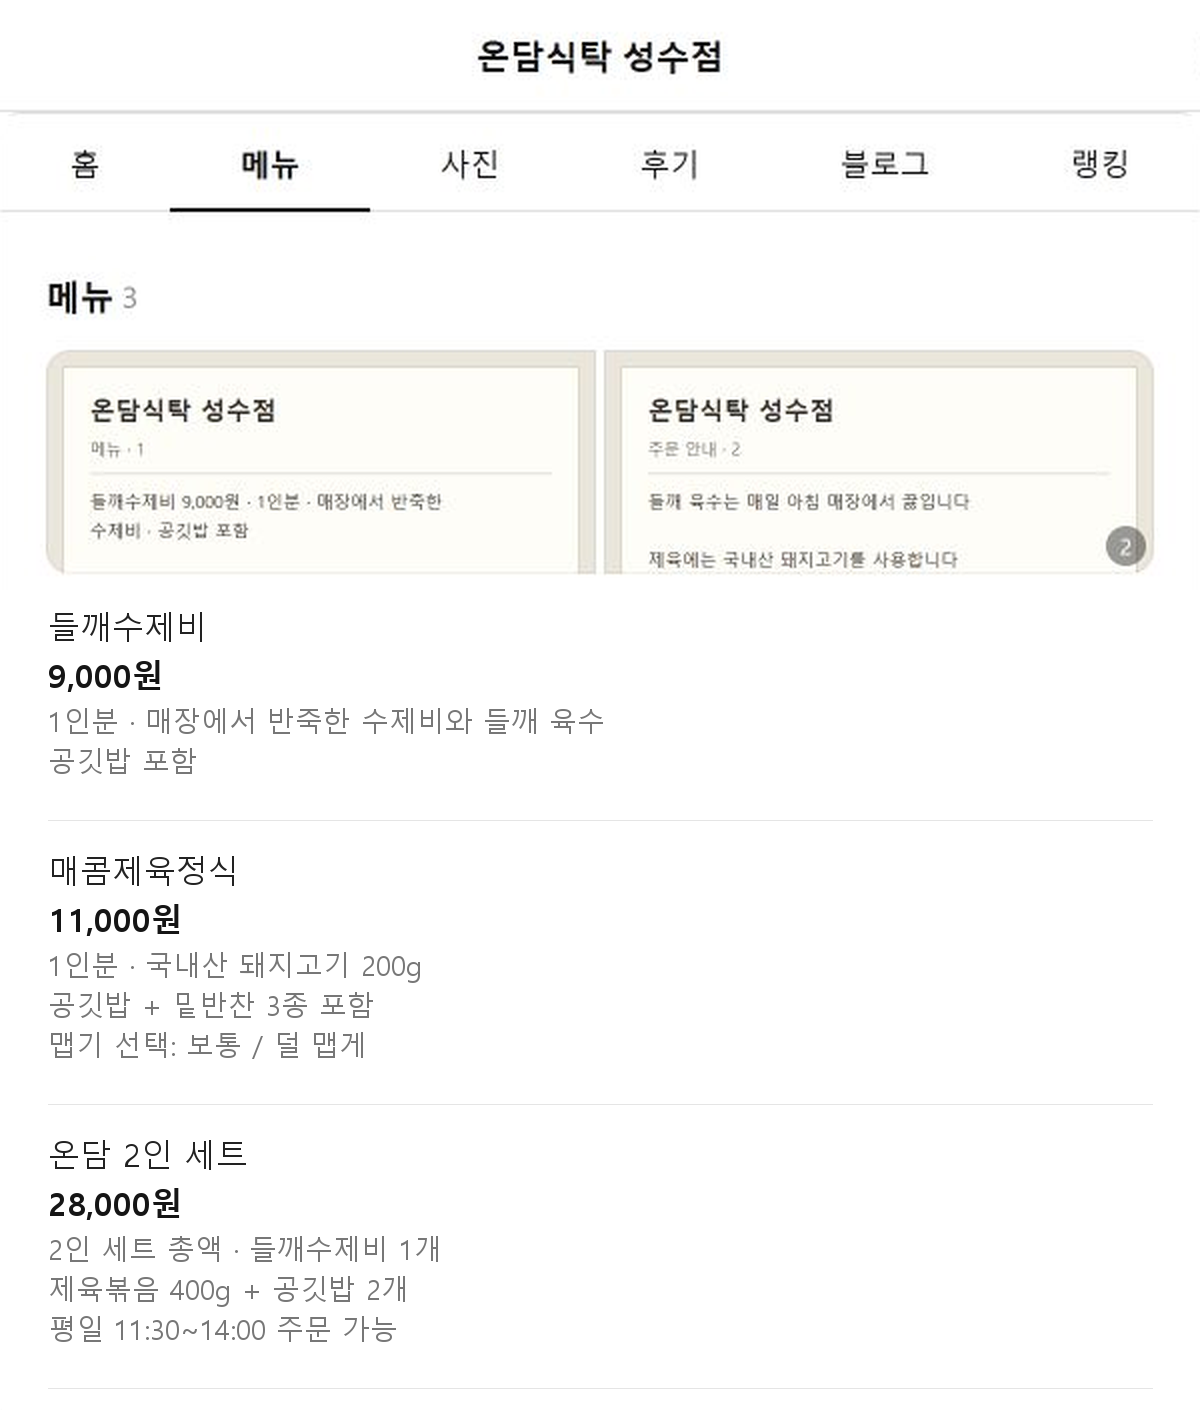 온담식탁 성수점
홈 메뉴 사진 후기 블로그 랭킹
메뉴 3
온담식탁 성수점
메뉴 · 1
들깨수제비 9,000원 · 1인분 · 매장에서 반죽한
수제비 · 공깃밥 포함
온담식탁 성수점
주문 안내 · 2
들깨 육수는 매일 아침 매장에서 끓입니다
제육에는 국내산 돼지고기를 사용합니다
2
들깨수제비
9,000원
1인분 · 매장에서 반죽한 수제비와 들깨 육수
공깃밥 포함
매콤제육정식
11,000원
1인분 · 국내산 돼지고기 200g
공깃밥 + 밑반찬 3종 포함
맵기 선택: 보통 / 덜 맵게
온담 2인 세트
28,000원
2인 세트 총액 · 들깨수제비 1개
제육볶음 400g + 공깃밥 2개
평일 11:30~14:00 주문 가능